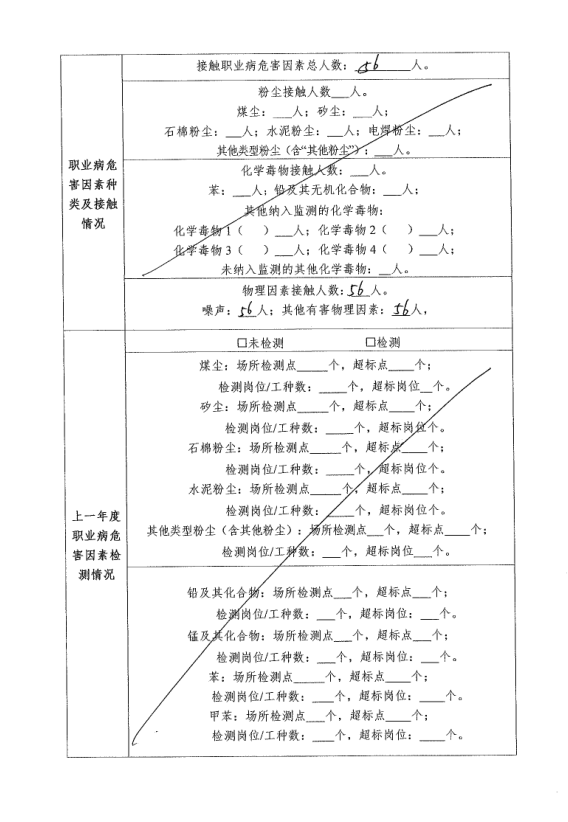 接触职业病危害因素总人数：56人。
粉尘接触人数___人。
煤尘：___人；矽尘：___人；
石棉粉尘：___人；水泥粉尘：___人；电焊粉尘：___人；
其他类型粉尘（含“其他粉尘”）：___人。
职业病危
害因素种
类及接触
情况
化学毒物接触人数：___人。
苯：___人；铅及其无机化合物：___人；
其他纳入监测的化学毒物：
化学毒物1（　）___人；化学毒物2（　）___人；
化学毒物3（　）___人；化学毒物4（　）___人；
未纳入监测的其他化学毒物：__人。
物理因素接触人数：56人。
噪声：56人；其他有害物理因素：56人，
上一年度
职业病危
害因素检
测情况
□未检测　□检测
煤尘：场所检测点____个，超标点___个；
检测岗位/工种数：___个，超标岗位__个。
矽尘：场所检测点____个，超标点___个；
检测岗位/工种数：___个，超标岗位个。
石棉粉尘：场所检测点____个，超标点___个；
检测岗位/工种数：___个，超标岗位个。
水泥粉尘：场所检测点____个，超标点___个；
检测岗位/工种数：___个，超标岗位个。
其他类型粉尘（含其他粉尘）：场所检测点__个，超标点___个；
检测岗位/工种数：___个，超标岗位___个。
铅及其化合物：场所检测点___个，超标点___个；
检测岗位/工种数：___个，超标岗位：___个。
锰及其化合物：场所检测点___个，超标点___个；
检测岗位/工种数：___个，超标岗位：___个。
苯：场所检测点____个，超标点___个；
检测岗位/工种数：___个，超标岗位：___个。
甲苯：场所检测点___个，超标点____个；
检测岗位/工种数：___个，超标岗位：____个。